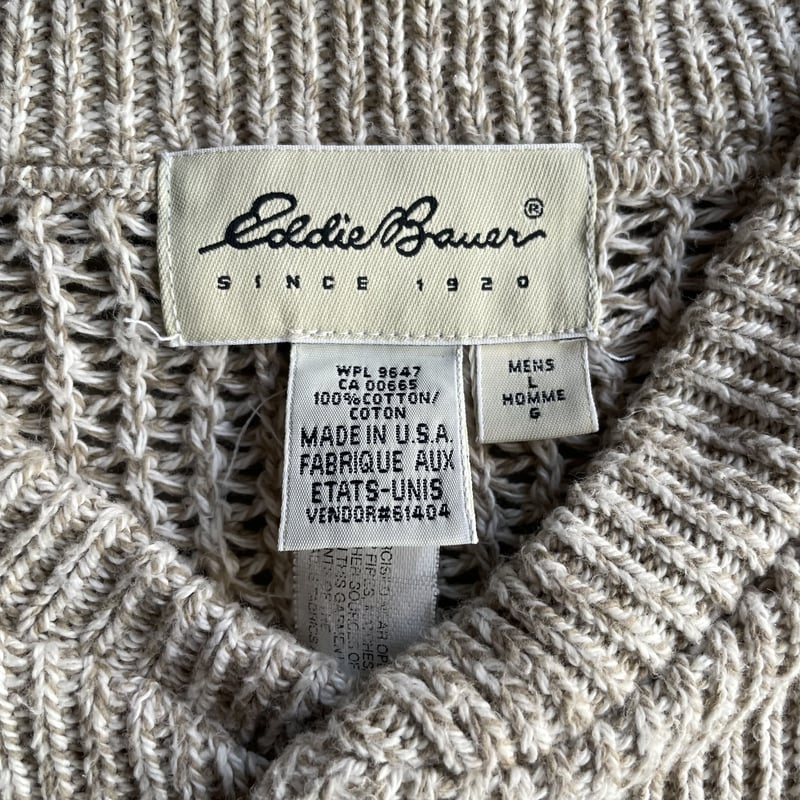 Eddie Bauer®
SINCE 1920
WPL 9647
CA 00665
100%COTTON/
COTON
MADE IN U.S.A.
FABRIQUE AUX
ETATS-UNIS
VENDOR#61404
MENS
L
HOMME
G